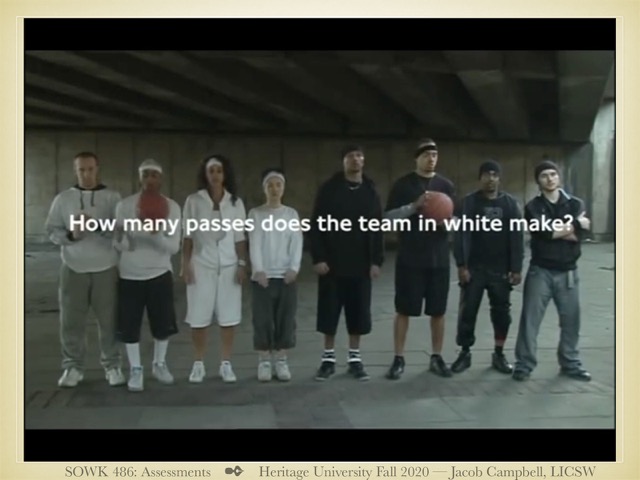 How many passes does the team in white make?
SOWK 486: Assessments Heritage University Fall 2020 — Jacob Campbell, LICSW